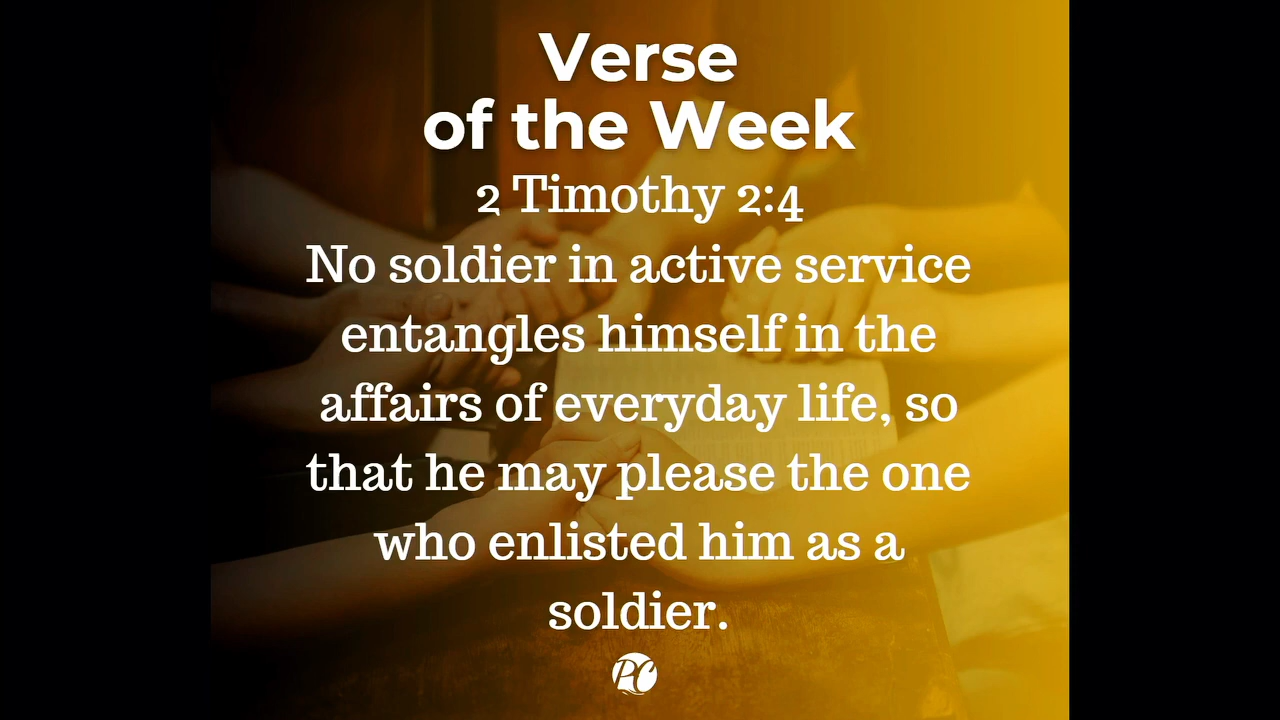 Verse
of the Week
2 Timothy 2:4
No soldier in active service
entangles himself in the
affairs of everyday life, so
that he may please the one
who enlisted him as a
soldier.
PC